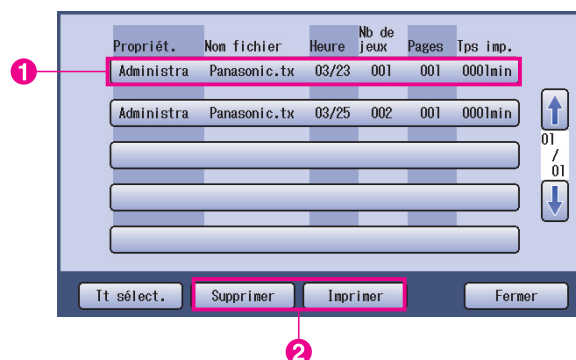 Propriét. Nom fichier Heure Nb de jeux Pages Tps imp.
1 Administra Panasonic.tx 03/23 001 001 0001min
Administra Panasonic.tx 03/25 002 001 0001min
01
/
01
Tt sélect. Supprimer Imprimer Fermer
2